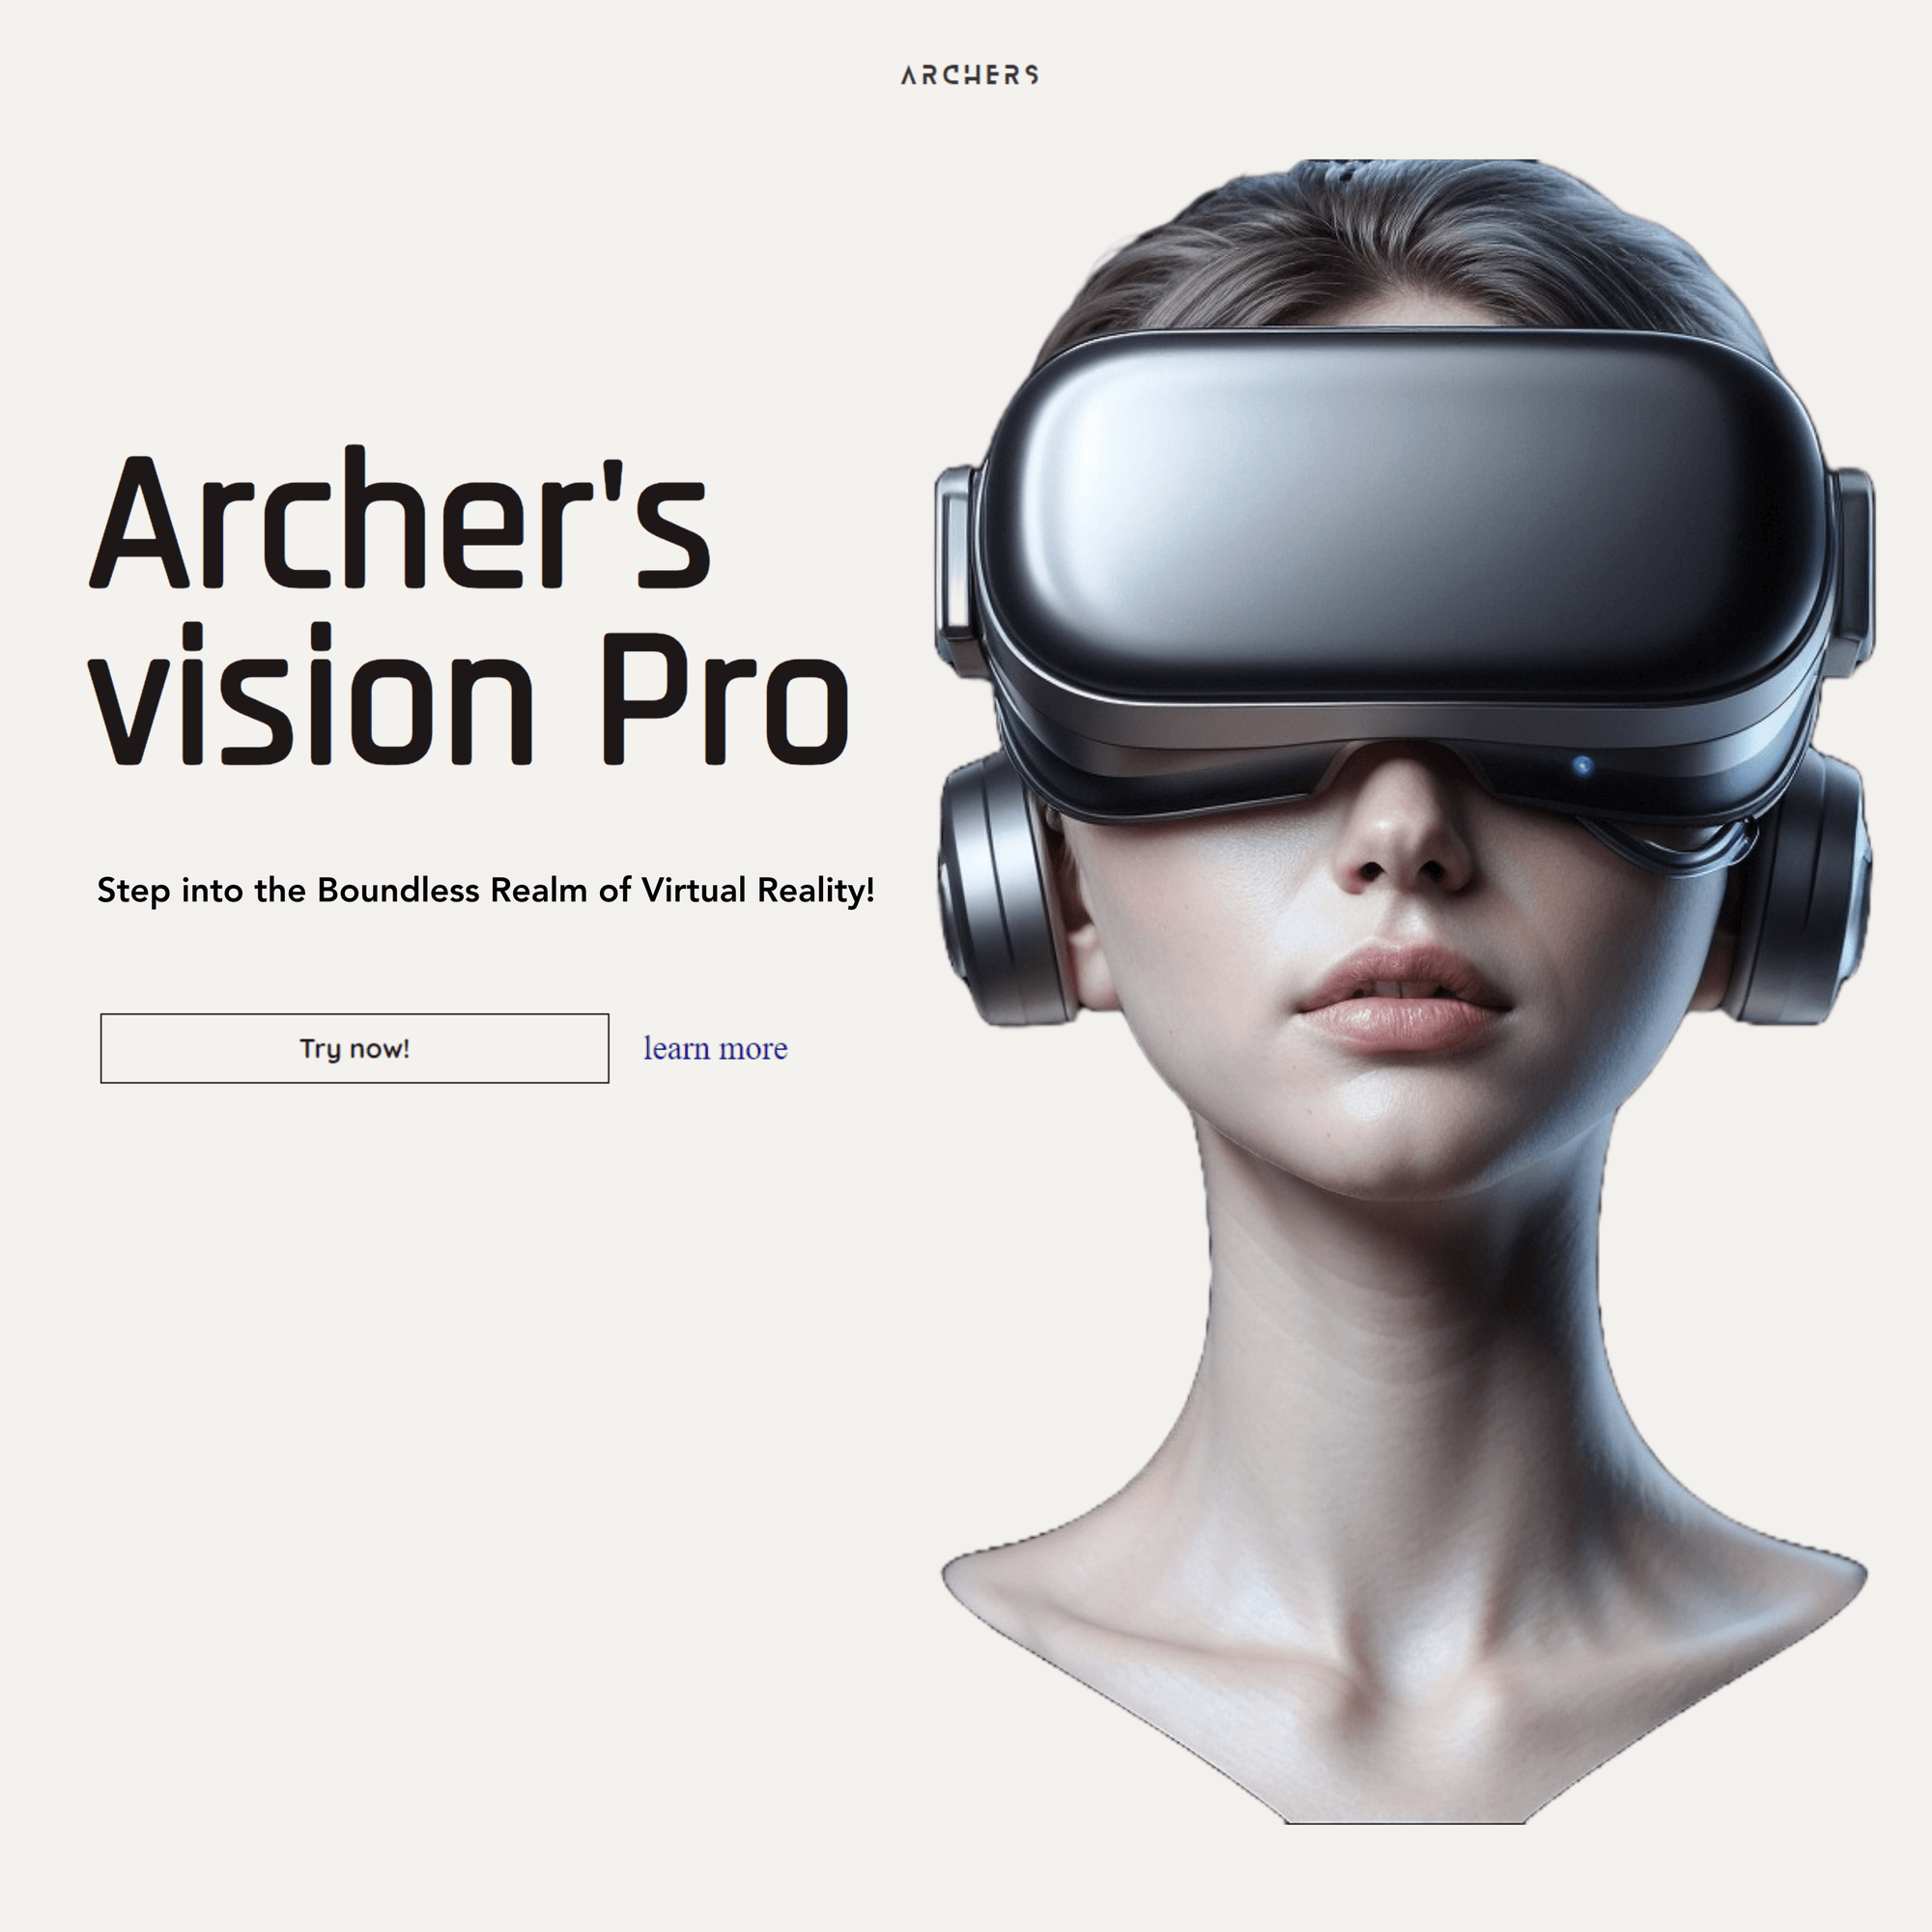 ARCHERS
Archer's
vision Pro
Step into the Boundless Realm of Virtual Reality!
Try now!
learn more